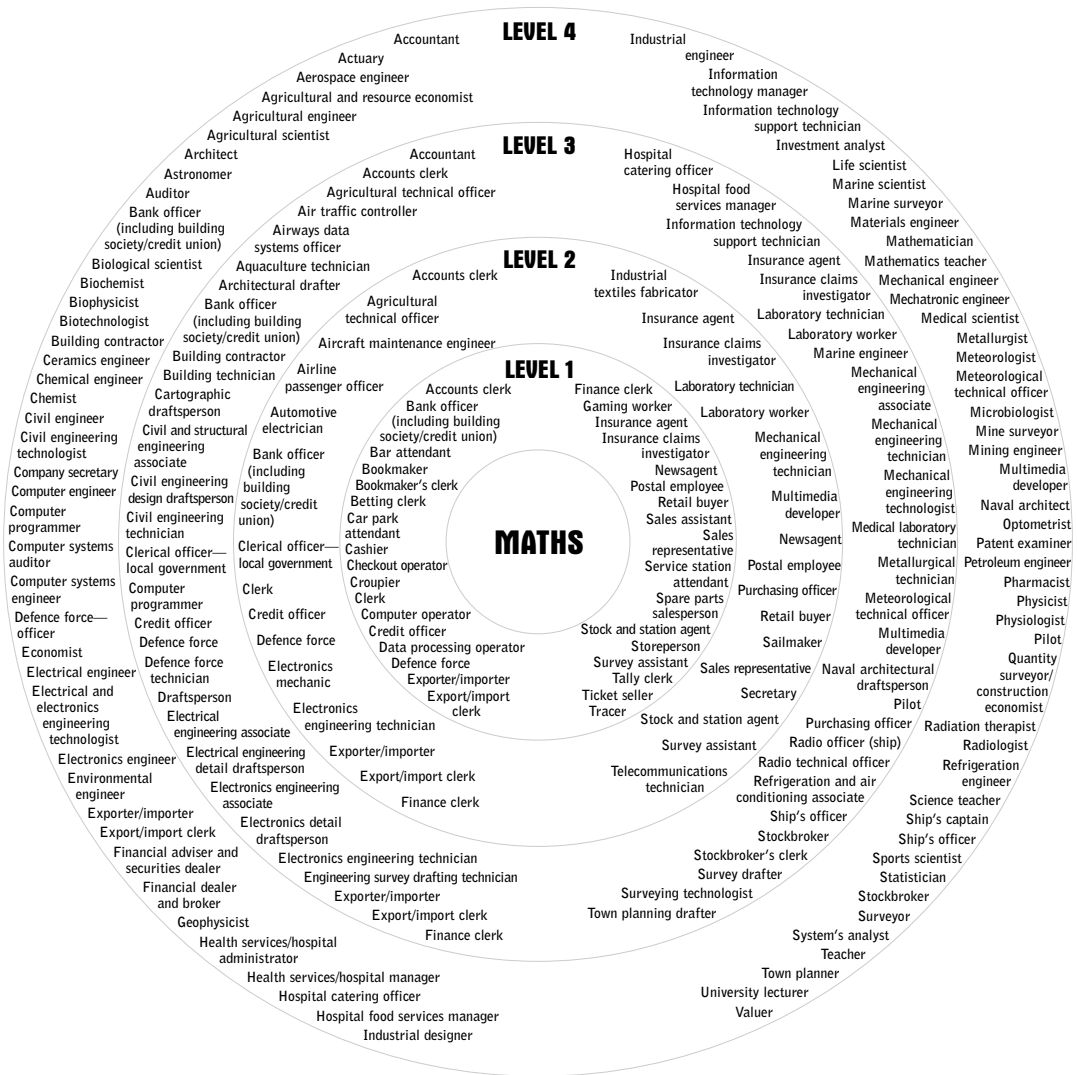 LEVEL 4
Accountant
Actuary
Aerospace engineer
Agricultural and resource economist
Agricultural engineer
Agricultural scientist
Architect
Astronomer
Auditor
Bank officer
(including building
society/credit union)
Biological scientist
Biochemist
Biophysicist
Biotechnologist
Building contractor
Ceramics engineer
Chemical engineer
Chemist
Civil engineer
Civil engineering
technologist
Company secretary
Computer engineer
Computer
programmer
Computer systems
auditor
Computer systems
engineer
Defence force—
officer
Economist
Electrical engineer
Electrical and
electronics
engineering
technologist
Electronics engineer
Environmental
engineer
Exporter/importer
Export/import clerk
Financial adviser and
securities dealer
Financial dealer
and broker
Geophysicist
Health services/hospital
administrator
Health services/hospital manager
Hospital catering officer
Hospital food services manager
Industrial designer
Industrial
engineer
Information
technology manager
Information technology
support technician
Investment analyst
Life scientist
Marine scientist
Marine surveyor
Materials engineer
Mathematician
Mathematics teacher
Mechanical engineer
Mechatronic engineer
Medical scientist
Metallurgist
Meteorologist
Meteorological
technical officer
Microbiologist
Mine surveyor
Mining engineer
Multimedia
developer
Naval architect
Optometrist
Patent examiner
Petroleum engineer
Pharmacist
Physicist
Physiologist
Pilot
Quantity
surveyor/
construction
economist
Radiation therapist
Radiologist
Refrigeration
engineer
Science teacher
Ship's captain
Ship's officer
Sports scientist
Statistician
Stockbroker
Surveyor
System's analyst
Teacher
Town planner
University lecturer
Valuer
LEVEL 3
Accountant
Accounts clerk
Agricultural technical officer
Air traffic controller
Airways data
systems officer
Aquaculture technician
Architectural drafter
Bank officer
(including building
society/credit union)
Building contractor
Building technician
Cartographic
draftsperson
Civil and structural
engineering
associate
Civil engineering
design draftsperson
Civil engineering
technician
Clerical officer—
local government
Computer
programmer
Credit officer
Defence force
Defence force
technician
Draftsperson
Electrical
engineering associate
Electrical engineering
detail draftsperson
Electronics engineering
associate
Electronics detail
draftsperson
Electronics engineering technician
Engineering survey drafting technician
Exporter/importer
Export/import clerk
Finance clerk
Hospital
catering officer
Hospital food
services manager
Information technology
support technician
Insurance agent
Insurance claims
investigator
Laboratory technician
Laboratory worker
Marine engineer
Mechanical
engineering
associate
Mechanical
engineering
technician
Mechanical
engineering
technologist
Medical laboratory
technician
Metallurgical
technician
Meteorological
technical officer
Multimedia
developer
Naval architectural
draftsperson
Pilot
Purchasing officer
Radio officer (ship)
Radio technical officer
Refrigeration and air
conditioning associate
Ship's officer
Stockbroker
Stockbroker's clerk
Survey drafter
Surveying technologist
Town planning drafter
LEVEL 2
Accounts clerk
Agricultural
technical officer
Aircraft maintenance engineer
Airline
passenger officer
Automotive
electrician
Bank officer
(including
building
society/credit
union)
Clerical officer—
local government
Clerk
Credit officer
Defence force
Electronics
mechanic
Electronics
engineering technician
Exporter/importer
Export/import clerk
Finance clerk
Industrial
textiles fabricator
Insurance agent
Insurance claims
investigator
Laboratory technician
Laboratory worker
Mechanical
engineering
technician
Multimedia
developer
Newsagent
Postal employee
Purchasing officer
Retail buyer
Sailmaker
Sales representative
Secretary
Stock and station agent
Survey assistant
Telecommunications
technician
LEVEL 1
Accounts clerk
Bank officer
(including building
society/credit union)
Bar attendant
Bookmaker
Bookmaker's clerk
Betting clerk
Car park
attendant
Cashier
Checkout operator
Croupier
Clerk
Computer operator
Credit officer
Data processing operator
Defence force
Exporter/importer
Export/import
clerk
Finance clerk
Gaming worker
Insurance agent
Insurance claims
investigator
Newsagent
Postal employee
Retail buyer
Sales assistant
Sales
representative
Service station
attendant
Spare parts
salesperson
Stock and station agent
Storeperson
Survey assistant
Tally clerk
Ticket seller
Tracer
MATHS